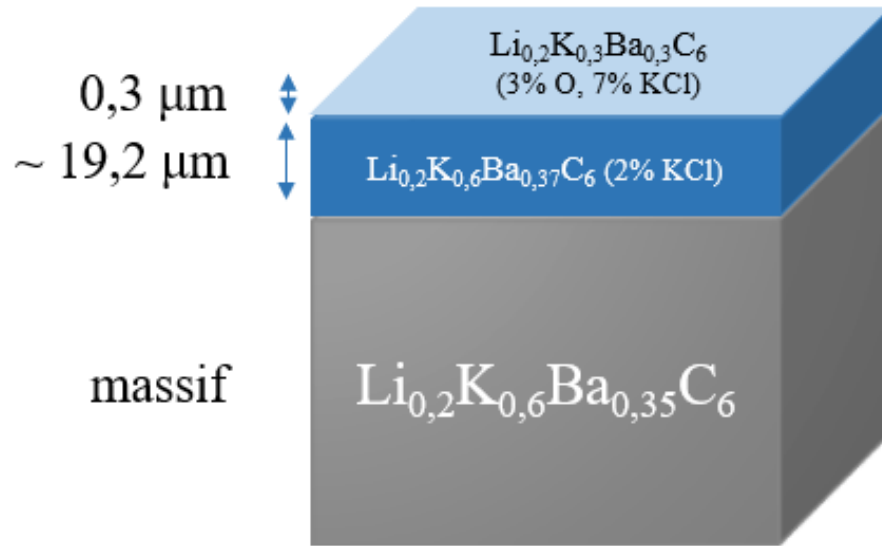 Li₀,₂K₀,₃Ba₀,₃C₆
(3% O, 7% KCl)
0,3 μm
~ 19,2 μm
Li₀,₂K₀,₆Ba₀,₃₇C₆ (2% KCl)
massif
Li₀,₂K₀,₆Ba₀,₃₅C₆